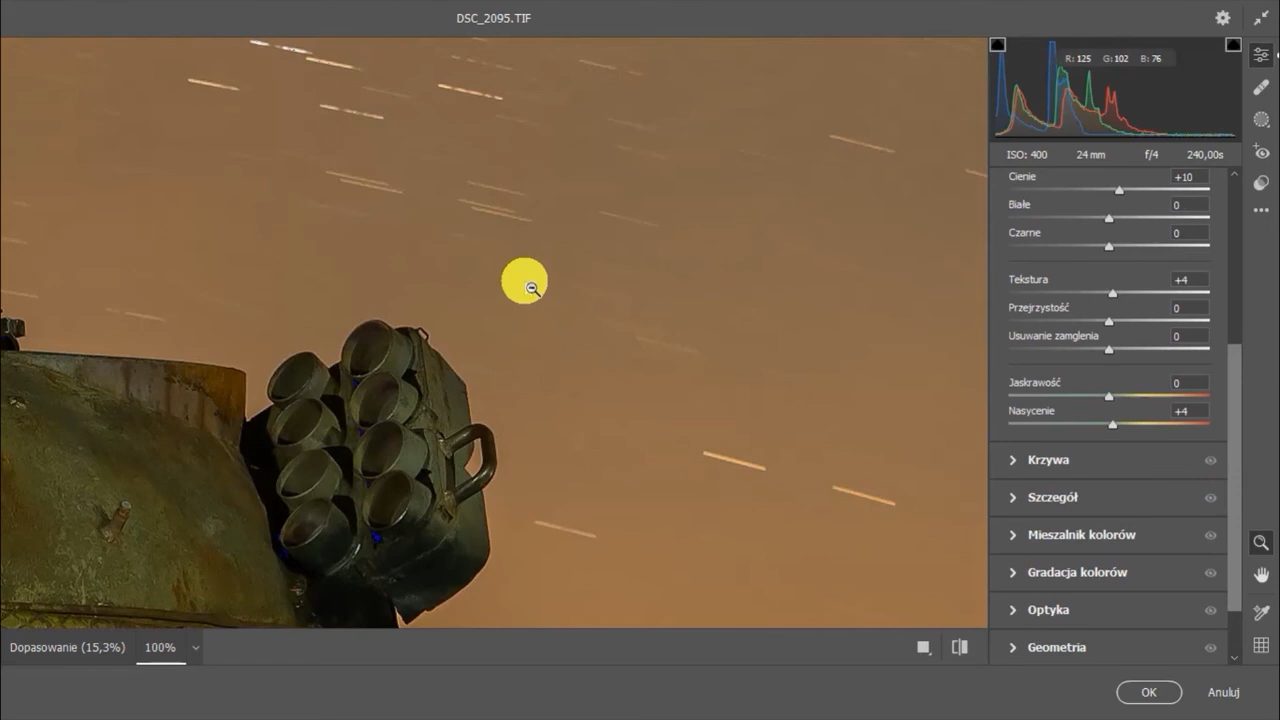 DSC_2095.TIF
R: 125 G: 102 B: 76
ISO: 400 24 mm f/4 240,00s
Cienie +10
Białe 0
Czarne 0
Tekstura +4
Przejrzystość 0
Usuwanie zamglenia 0
Jaskrawość 0
Nasycenie +4
Krzywa
Szczegół
Mieszalnik kolorów
Gradacja kolorów
Optyka
Geometria
Dopasowanie (15,3%) 100%
OK Anuluj